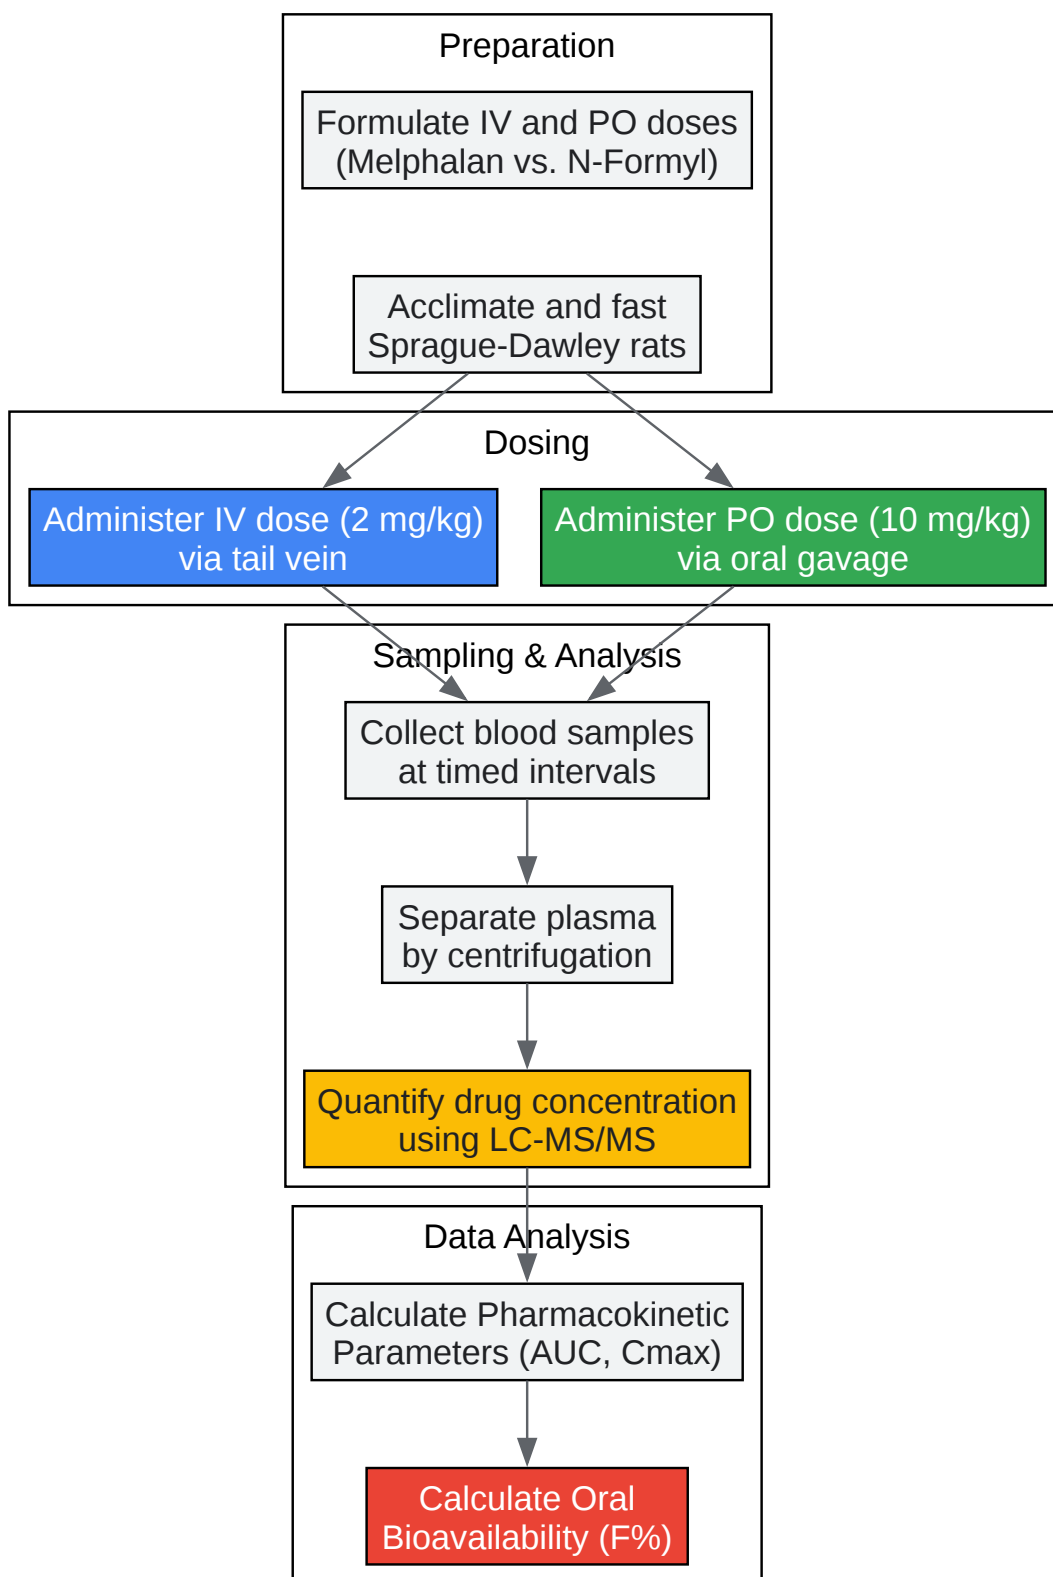 Preparation
Formulate IV and PO doses
(Melphalan vs. N-Formyl)
Acclimate and fast
Sprague-Dawley rats
Dosing
Administer IV dose (2 mg/kg)
via tail vein
Administer PO dose (10 mg/kg)
via oral gavage
Sampling & Analysis
Collect blood samples
at timed intervals
Separate plasma
by centrifugation
Quantify drug concentration
using LC-MS/MS
Data Analysis
Calculate Pharmacokinetic
Parameters (AUC, Cmax)
Calculate Oral
Bioavailability (F%)